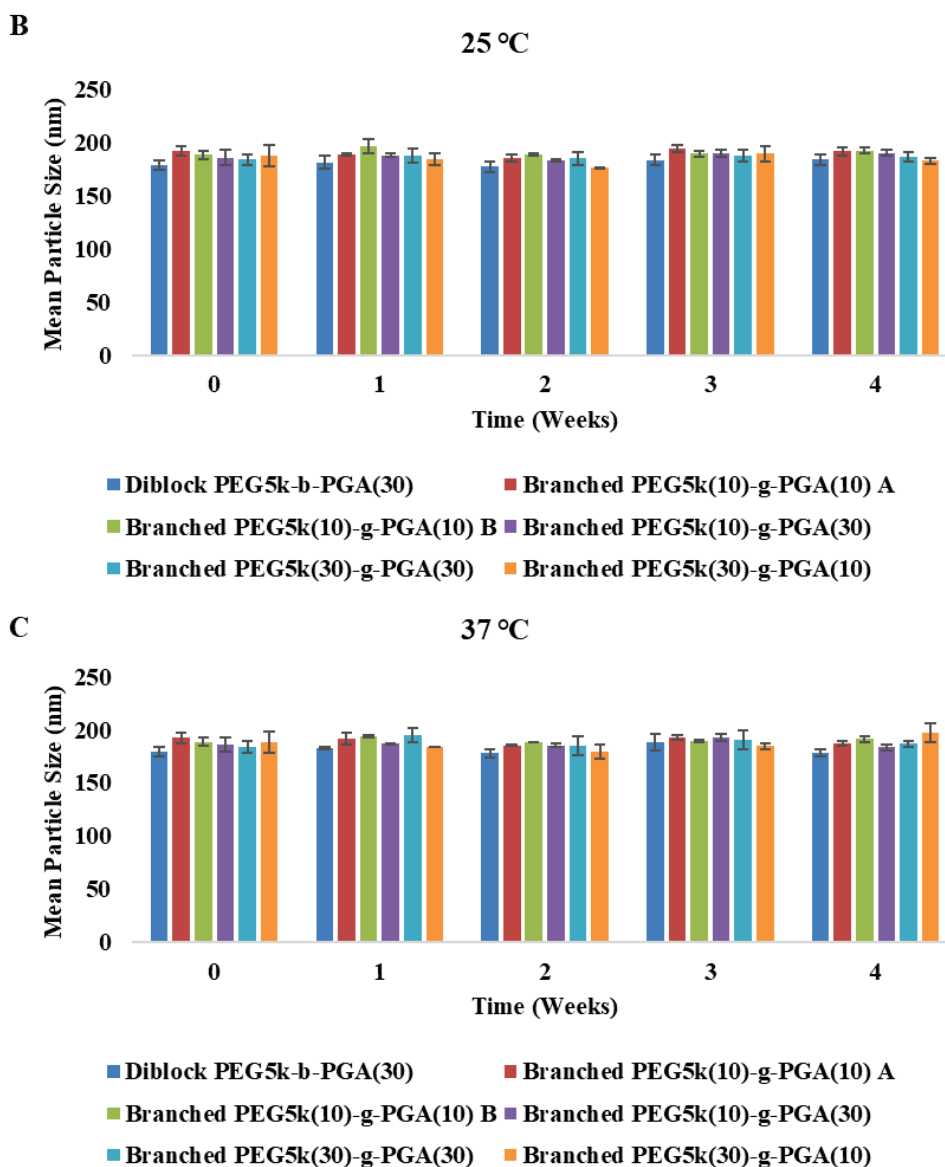 B
25 °C
250
200
150
100
50
0
Mean Particle Size (nm)
0 1 2 3 4
Time (Weeks)
Diblock PEG5k-b-PGA(30) Branched PEG5k(10)-g-PGA(10) A
Branched PEG5k(10)-g-PGA(10) B Branched PEG5k(10)-g-PGA(30)
Branched PEG5k(30)-g-PGA(30) Branched PEG5k(30)-g-PGA(10)
C
37 °C
250
200
150
100
50
0
Mean Particle Size (nm)
0 1 2 3 4
Time (Weeks)
Diblock PEG5k-b-PGA(30) Branched PEG5k(10)-g-PGA(10) A
Branched PEG5k(10)-g-PGA(10) B Branched PEG5k(10)-g-PGA(30)
Branched PEG5k(30)-g-PGA(30) Branched PEG5k(30)-g-PGA(10)